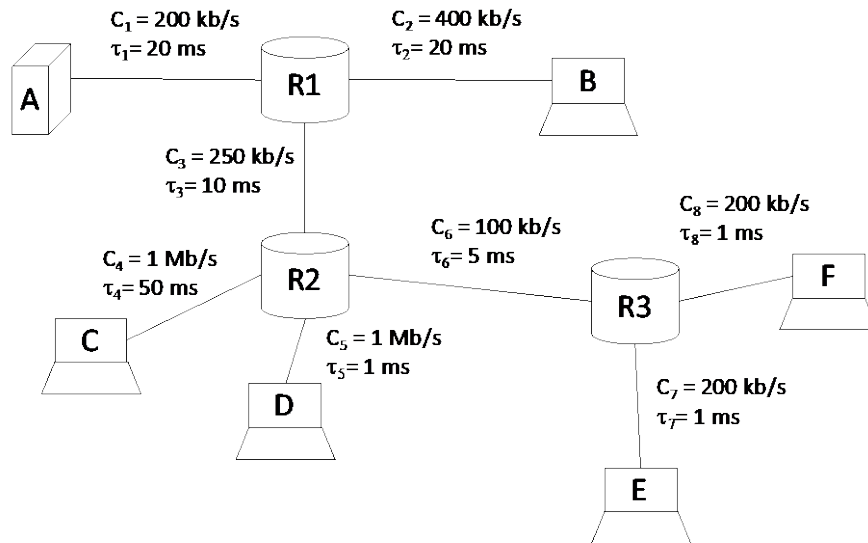 C₁ = 200 kb/s
τ₁= 20 ms
C₂ = 400 kb/s
τ₂= 20 ms
A
R1
B
C₃ = 250 kb/s
τ₃= 10 ms
C₈ = 200 kb/s
τ₈= 1 ms
C₆ = 100 kb/s
τ₆= 5 ms
C₄ = 1 Mb/s
τ₄= 50 ms
R2
F
R3
C
C₅ = 1 Mb/s
τ₅= 1 ms
D
C₇ = 200 kb/s
τ₇= 1 ms
E